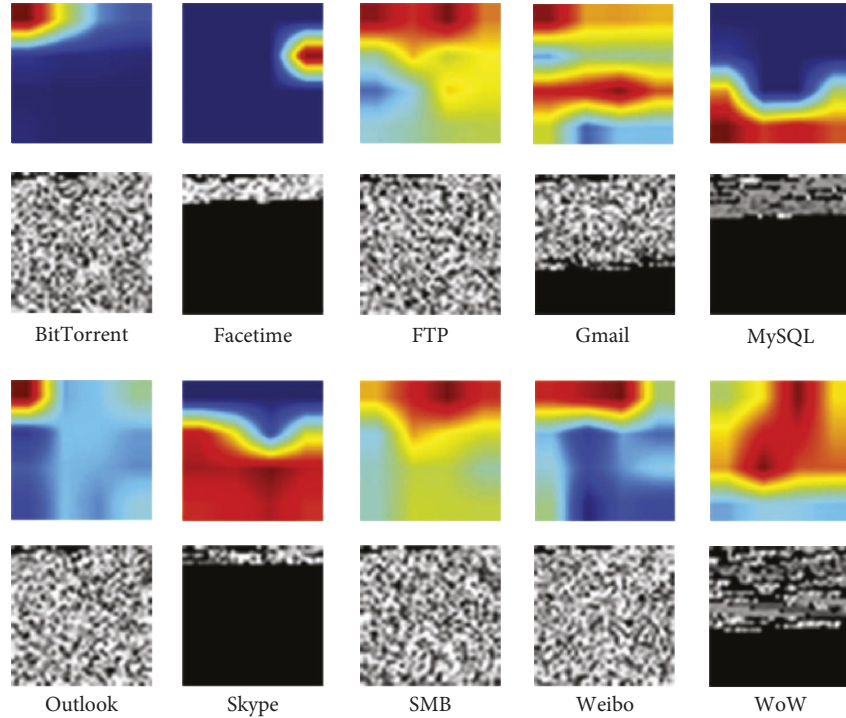 BitTorrent
Facetime
FTP
Gmail
MySQL
Outlook
Skype
SMB
Weibo
WoW